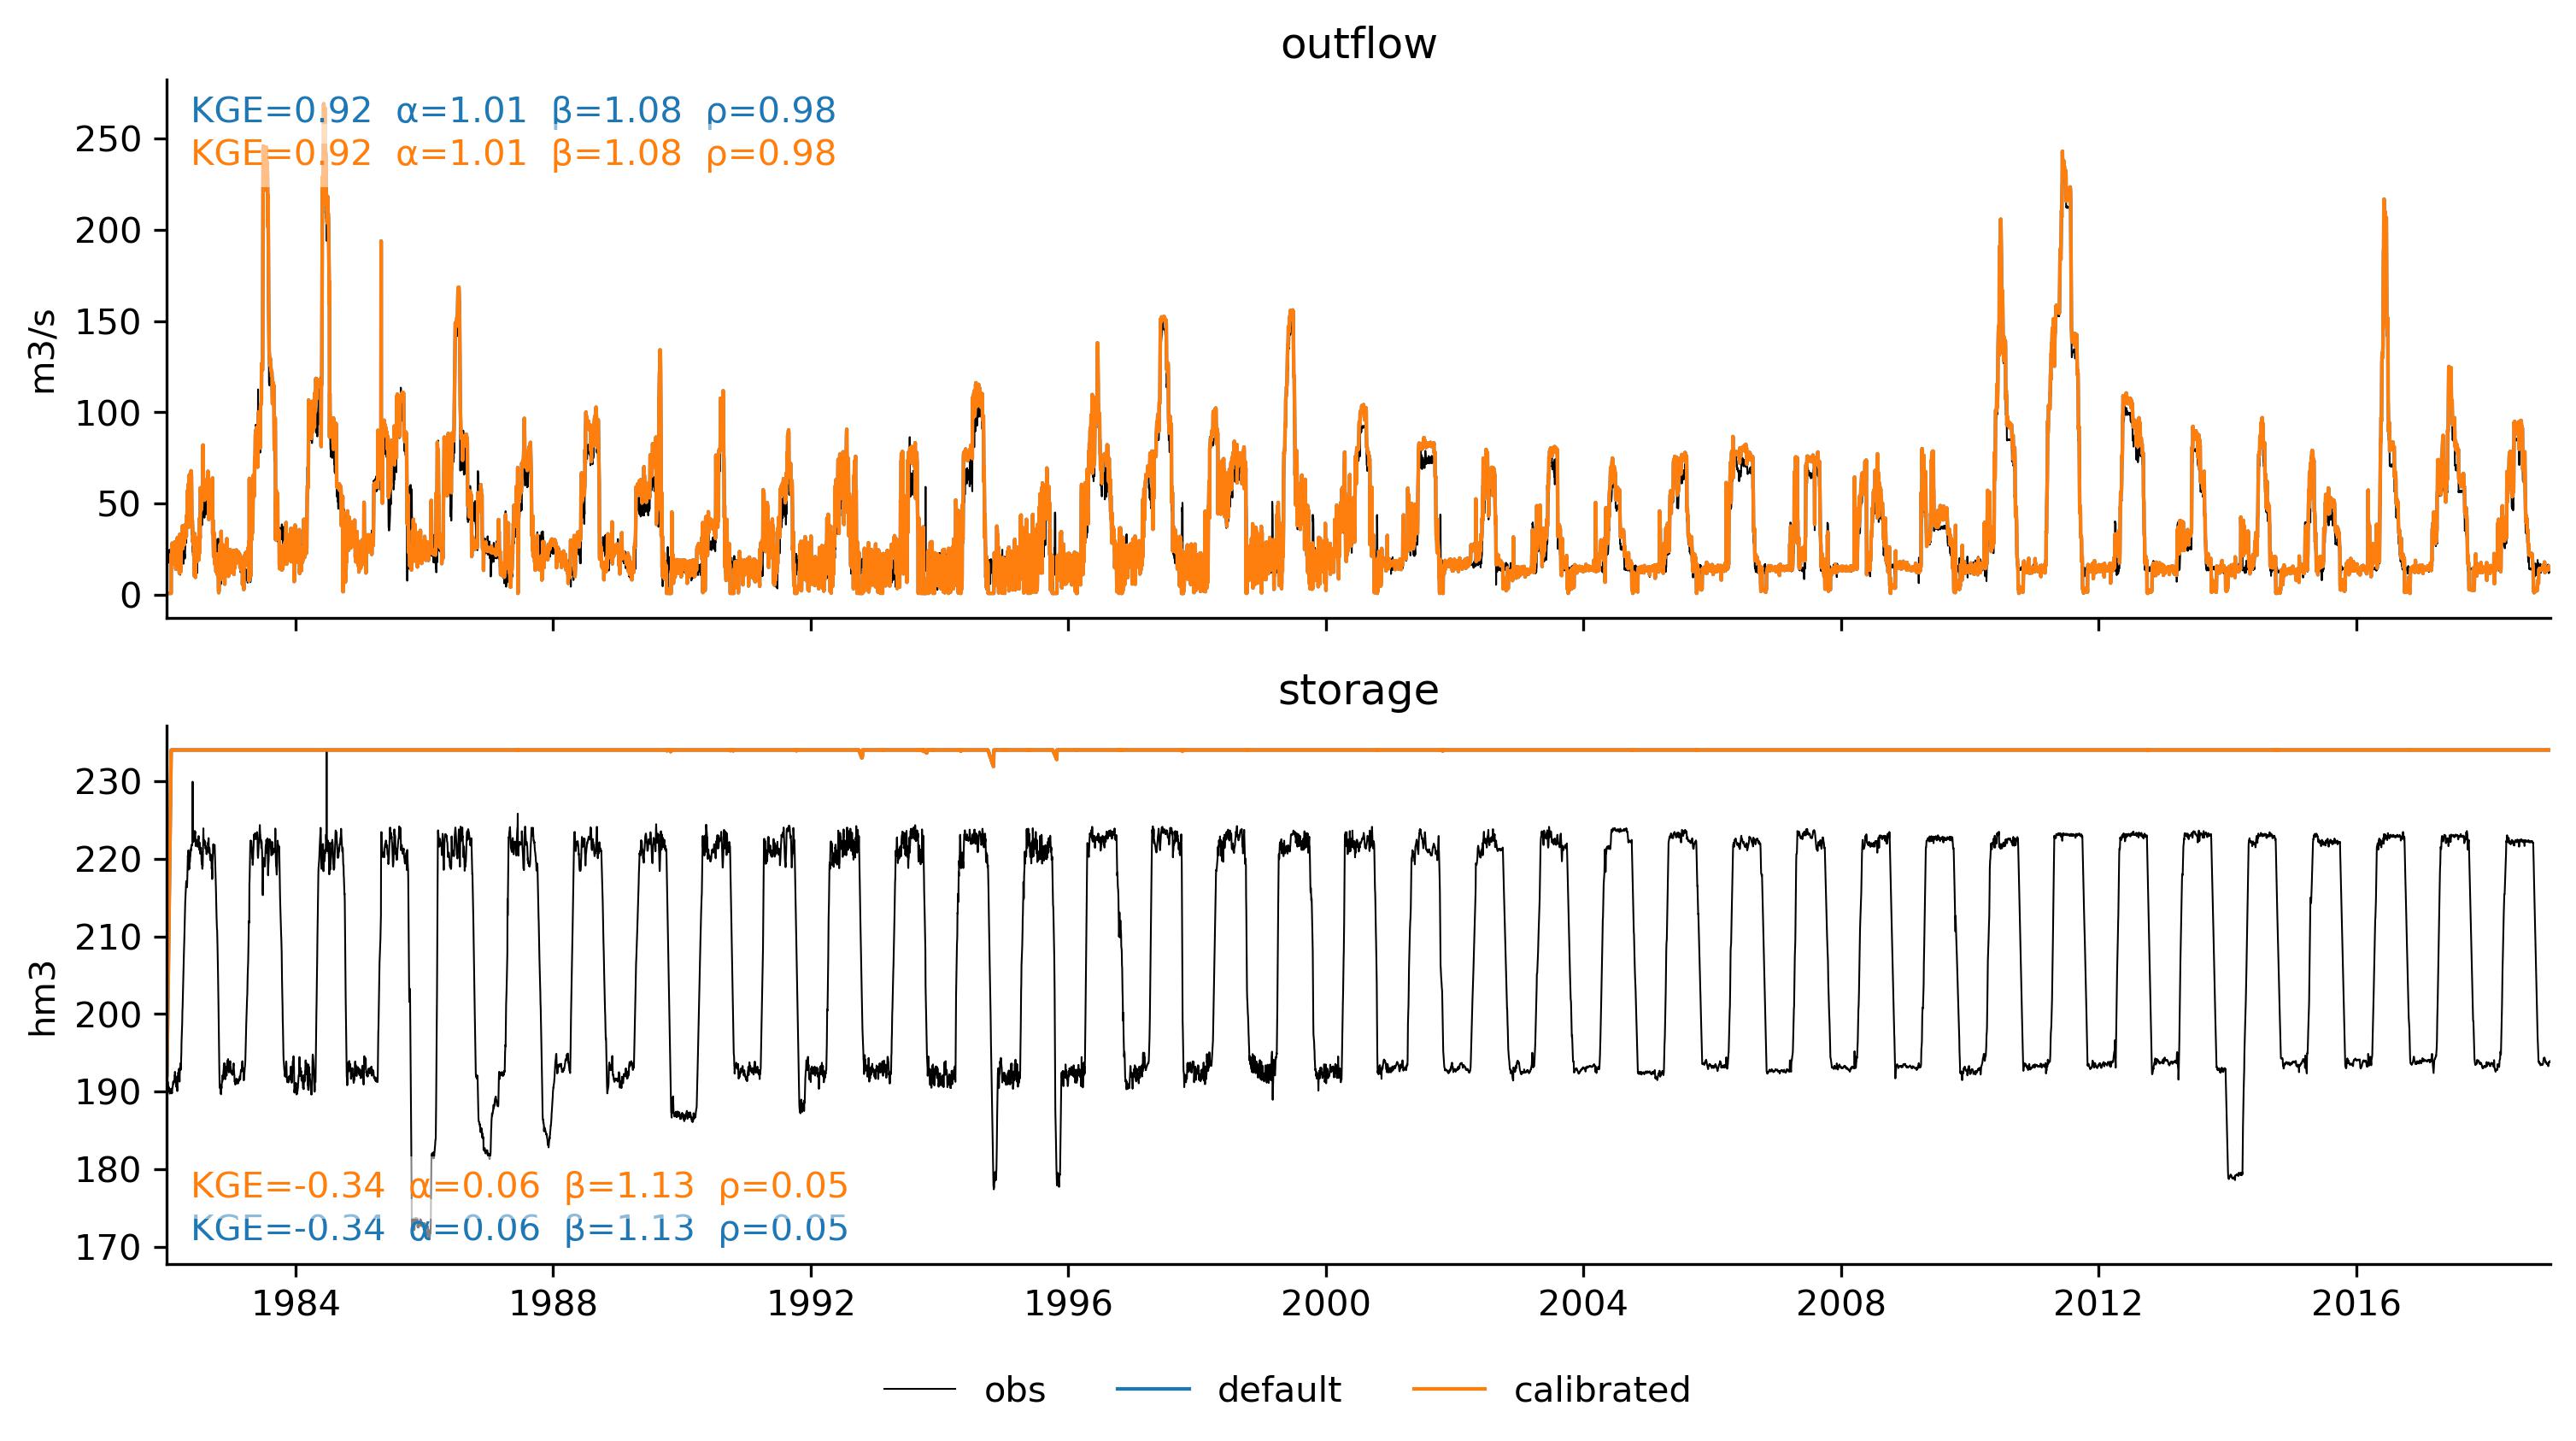 outflow
KGE=0.92 α=1.01 β=1.08 ρ=0.98
KGE=0.92 α=1.01 β=1.08 ρ=0.98
250
200
150
100
50
0
m3/s
storage
230
220
210
200
190
180
170
hm3
KGE=-0.34 α=0.06 β=1.13 ρ=0.05
KGE=-0.34 α=0.06 β=1.13 ρ=0.05
1984 1988 1992 1996 2000 2004 2008 2012 2016
obs default calibrated